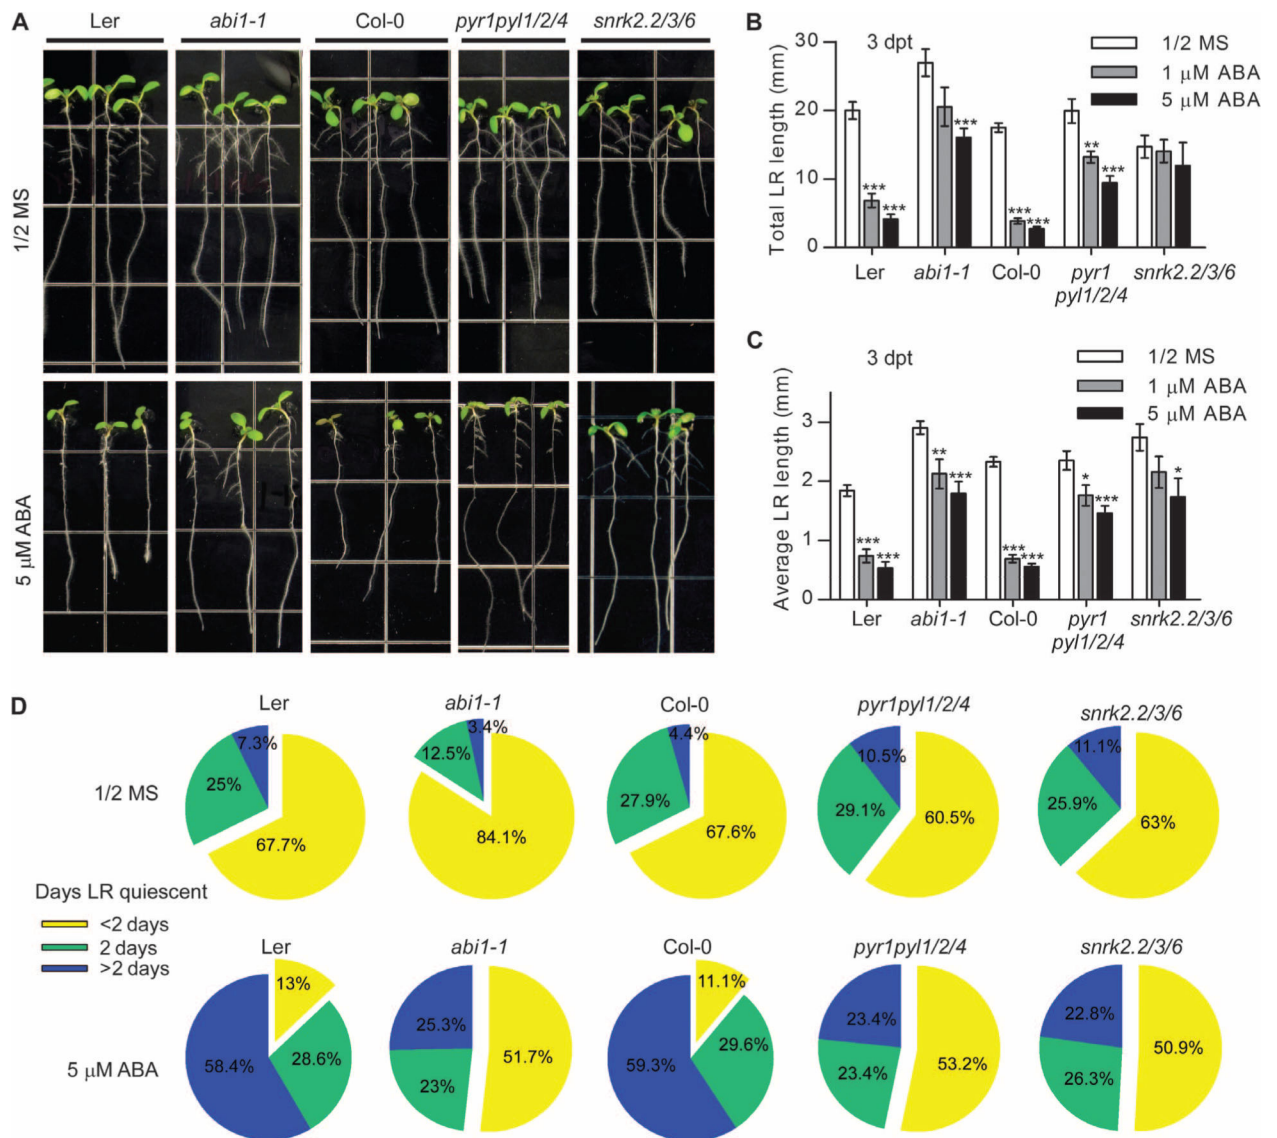 A
Ler
abi1-1
Col-0
pyr1pyl1/2/4
snrk2.2/3/6
1/2 MS
5 μM ABA
B
3 dpt
1/2 MS
1 μM ABA
5 μM ABA
Total LR length (mm)
30
20
10
0
***
***
***
***
***
**
***
Ler
abi1-1
Col-0
pyr1
pyl1/2/4
snrk2.2/3/6
C
3 dpt
1/2 MS
1 μM ABA
5 μM ABA
Average LR length (mm)
3
2
1
0
***
***
**
***
***
***
*
***
*
Ler
abi1-1
Col-0
pyr1
pyl1/2/4
snrk2.2/3/6
D
Ler
abi1-1
Col-0
pyr1pyl1/2/4
snrk2.2/3/6
1/2 MS
7.3%
25%
67.7%
3.4%
12.5%
84.1%
4.4%
27.9%
67.6%
10.5%
29.1%
60.5%
11.1%
25.9%
63%
Days LR quiescent
<2 days
2 days
>2 days
Ler
abi1-1
Col-0
pyr1pyl1/2/4
snrk2.2/3/6
5 μM ABA
13%
58.4%
28.6%
25.3%
51.7%
23%
11.1%
59.3%
29.6%
23.4%
53.2%
23.4%
22.8%
50.9%
26.3%